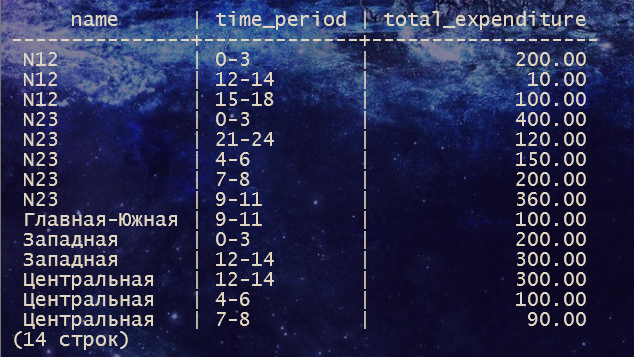 name | time_period | total_expenditure
--------------+-------------+-------------------
N12 | 0-3 | 200.00
N12 | 12-14 | 10.00
N12 | 15-18 | 100.00
N23 | 0-3 | 400.00
N23 | 21-24 | 120.00
N23 | 4-6 | 150.00
N23 | 7-8 | 200.00
N23 | 9-11 | 360.00
Главная-Южная | 9-11 | 100.00
Западная | 0-3 | 200.00
Западная | 12-14 | 300.00
Центральная | 12-14 | 300.00
Центральная | 4-6 | 100.00
Центральная | 7-8 | 90.00
(14 строк)